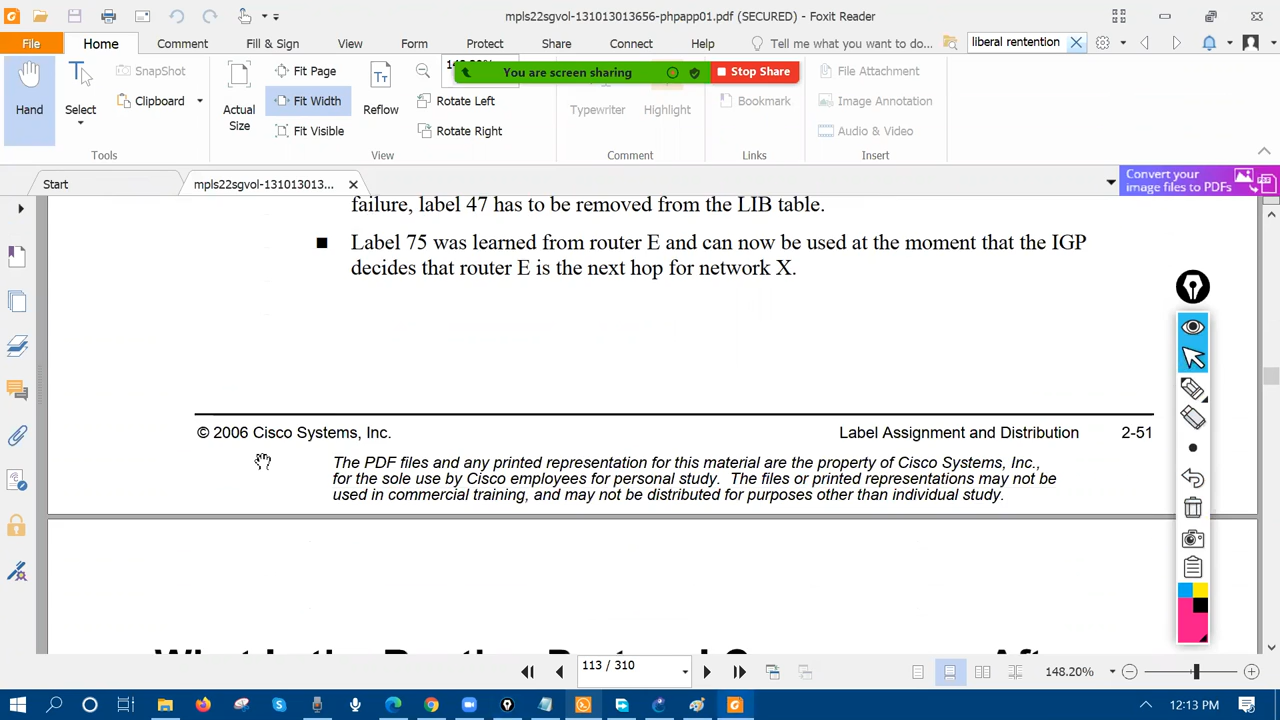 mpls22sgvol-131013013656-phpapp01.pdf (SECURED) - Foxit Reader
File Home Comment Fill & Sign View Form Protect Share Connect Help Tell me what you want to do... liberal rentention
Hand
Select
SnapShot
Clipboard
Tools
Actual Size
Fit Page
Fit Width
Fit Visible
Reflow
Rotate Left
Rotate Right
View
You are screen sharing Stop Share
Typewriter
Highlight
Comment
Bookmark
Links
File Attachment
Image Annotation
Audio & Video
Insert
Start mpls22sgvol-131013013...
Convert your
image files to PDFs
failure, label 47 has to be removed from the LIB table.
■ Label 75 was learned from router E and can now be used at the moment that the IGP
decides that router E is the next hop for network X.
© 2006 Cisco Systems, Inc. Label Assignment and Distribution 2-51
The PDF files and any printed representation for this material are the property of Cisco Systems, Inc.,
for the sole use by Cisco employees for personal study. The files or printed representations may not be
used in commercial training, and may not be distributed for purposes other than individual study.
113 / 310 148.20%
12:13 PM